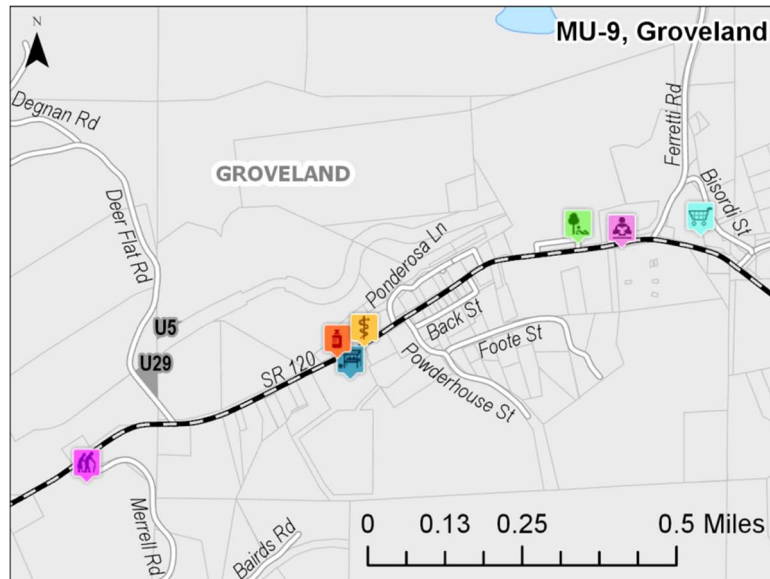 MU-9, Groveland
N
Degnan Rd
GROVELAND
Deer Flat Rd
Ferretti Rd
Bisordi St
Ponderosa Ln
U5
U29
SR 120
Back St
Foote St
Powderhouse St
Merrell Rd
Bairds Rd
0 0.13 0.25 0.5 Miles